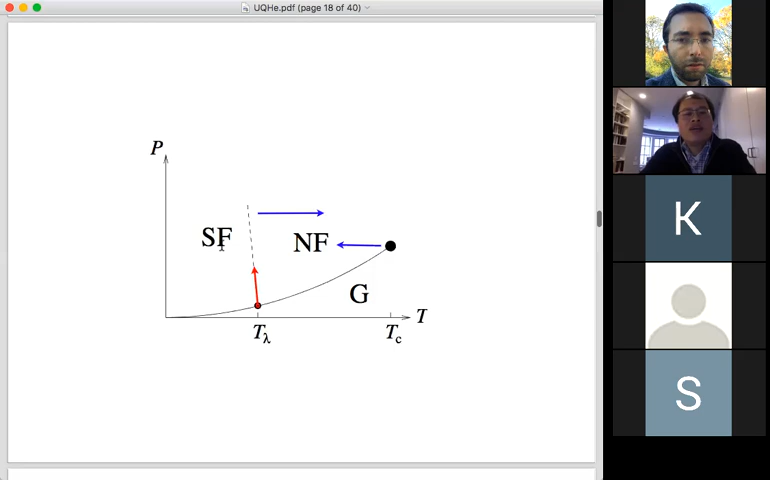 UQHe.pdf (page 18 of 40)
P
SF
NF
G
T
Tλ
Tc
K
S